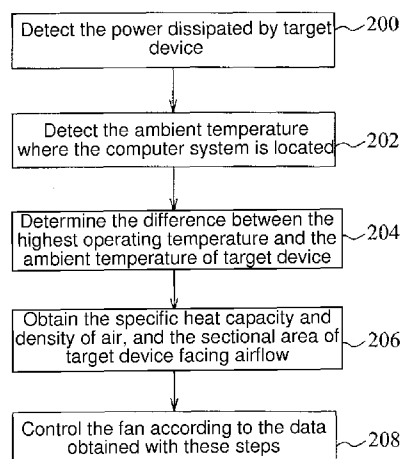 Detect the power dissipated by target
device
200
Detect the ambient temperature
where the computer system is located
202
Determine the difference between the
highest operating temperature and the
ambient temperature of target device
204
Obtain the specific heat capacity and
density of air, and the sectional area of
target device facing airflow
206
Control the fan according to the data
obtained with these steps
208